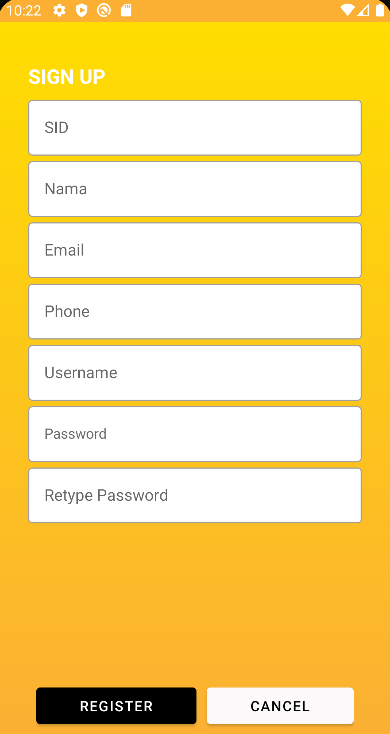 10:22
SIGN UP
SID
Nama
Email
Phone
Username
Password
Retype Password
REGISTER CANCEL